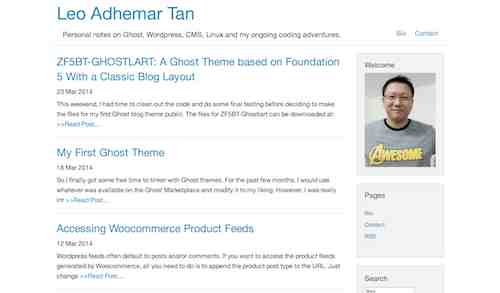 Leo Adhemar Tan
Personal notes on Ghost, Wordpress, CMS, Linux and my ongoing coding adventures.
Bio Contact
ZF5BT-GHOSTLART: A Ghost Theme based on Foundation
5 With a Classic Blog Layout
23 Mar 2014
This weekend, I had time to clean out the code and do some final testing before deciding to
make the files for my first Ghost blog theme public. The files for ZF5BT-Ghostlart can be downloaded at:
>>Read Post...
My First Ghost Theme
18 Mar 2014
So I finally got some free time to tinker with Ghost themes. For the past few months, I would use
whatever was available on the Ghost Marketplace and modify it to my liking. However, I was really
int >>Read Post...
Accessing Woocommerce Product Feeds
12 Mar 2014
Wordpress feeds often default to posts and/or comments. If you want to access the product feeds
generated by Woocommerce, all you need to do is append the product post type to the URL. Just
change >>Read Post...
Welcome
AWESOME
Pages
Bio
Contact
RSS
Search